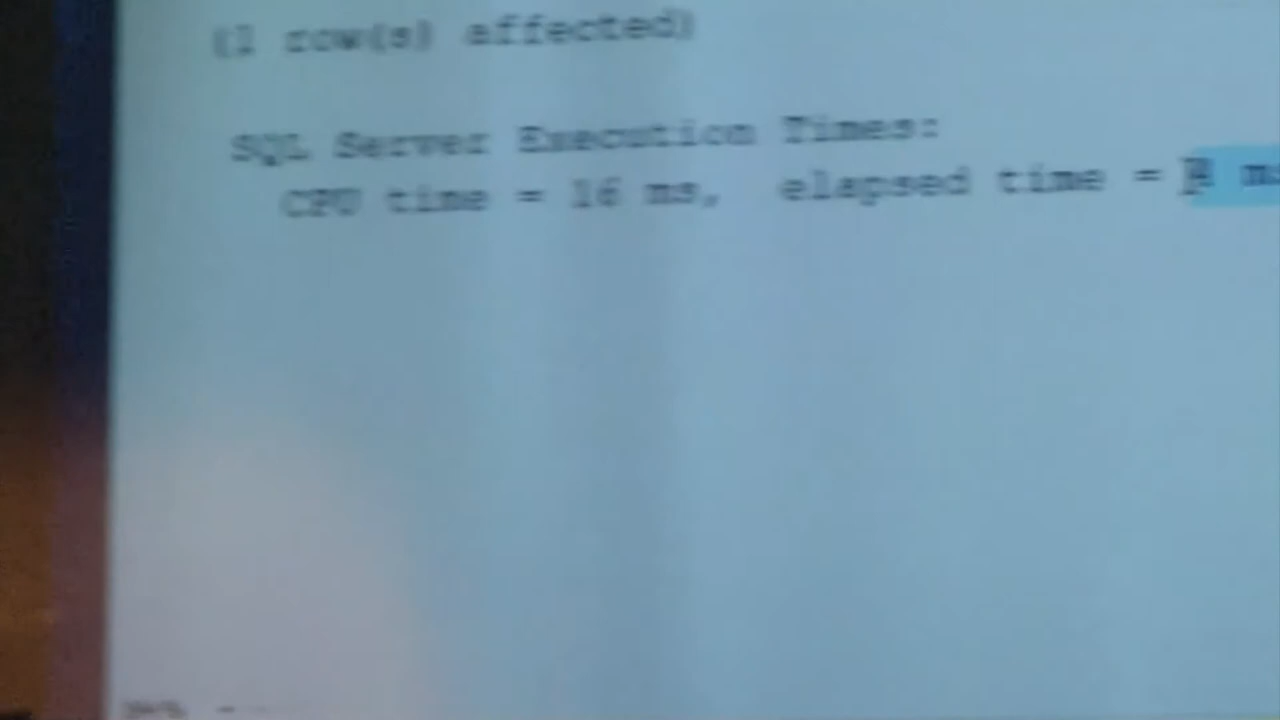 (1 row(s) affected)
SQL Server Execution Times:
CPU time = 16 ms, elapsed time =